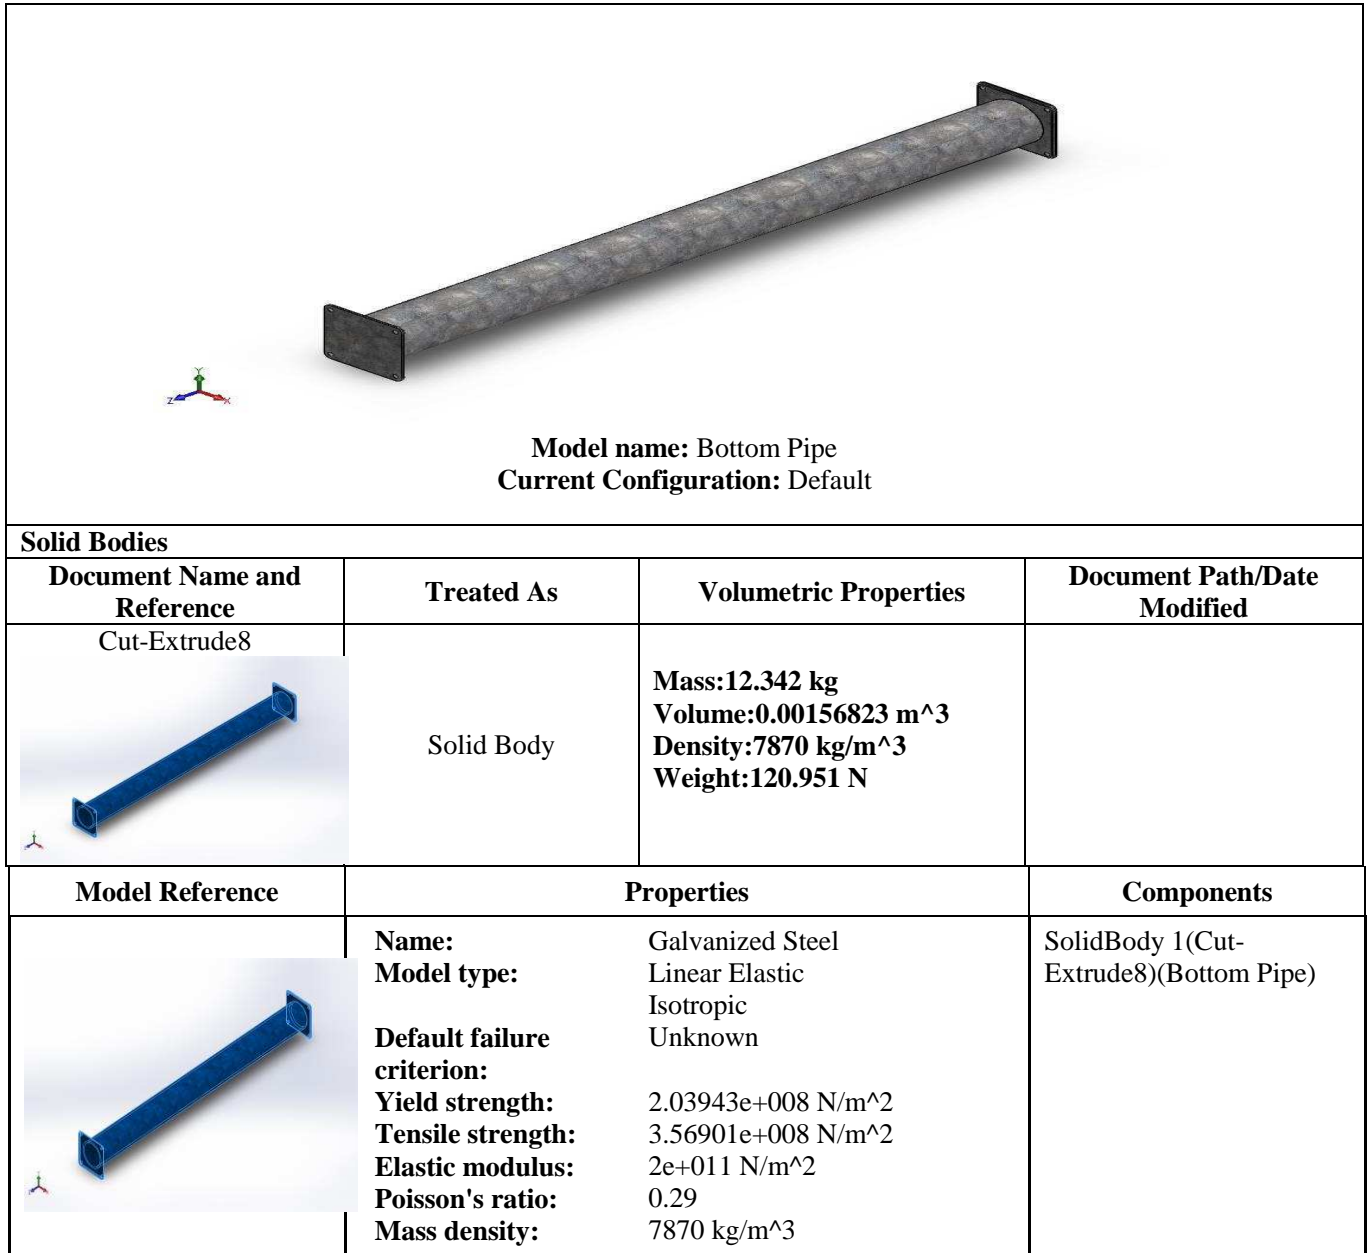 Y
Z
X
Model name: Bottom Pipe
Current Configuration: Default
Solid Bodies
Document Name and Reference
Treated As
Volumetric Properties
Document Path/Date Modified
Cut-Extrude8
Solid Body
Mass:12.342 kg
Volume:0.00156823 m^3
Density:7870 kg/m^3
Weight:120.951 N
Model Reference
Properties
Components
Name: Galvanized Steel
Model type: Linear Elastic Isotropic
Default failure criterion: Unknown
Yield strength: 2.03943e+008 N/m^2
Tensile strength: 3.56901e+008 N/m^2
Elastic modulus: 2e+011 N/m^2
Poisson's ratio: 0.29
Mass density: 7870 kg/m^3
SolidBody 1(Cut-
Extrude8)(Bottom Pipe)